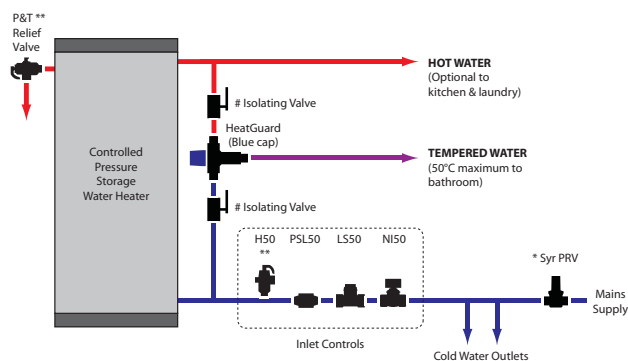 P&T **
Relief
Valve
HOT WATER
(Optional to
kitchen & laundry)
# Isolating Valve
HeatGuard
(Blue cap)
Controlled
Pressure
Storage
Water Heater
TEMPERED WATER
(50°C maximum to
bathroom)
# Isolating Valve
H50 PSL50 LS50 NI50
**
* Syr PRV
Mains
Supply
Inlet Controls
Cold Water Outlets